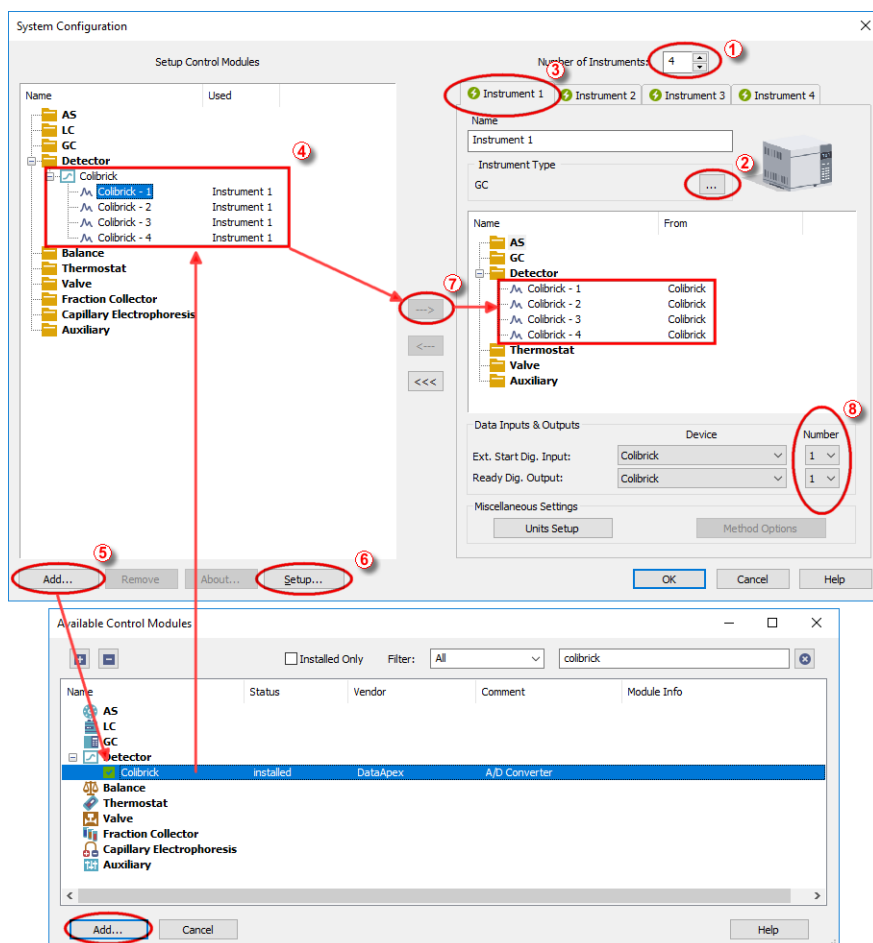 System Configuration
Setup Control Modules
Number of Instruments: 4
①
③
Name Used
AS
LC
GC
Detector
Colibrick
④
Colibrick - 1 Instrument 1
Colibrick - 2 Instrument 1
Colibrick - 3 Instrument 1
Colibrick - 4 Instrument 1
Balance
Thermostat
Valve
Fraction Collector
Capillary Electrophoresis
Auxiliary
⑦
--->
<---
<<<
Instrument 1 Instrument 2 Instrument 3 Instrument 4
Name
Instrument 1
Instrument Type
GC ...
②
Name From
AS
GC
Detector
Colibrick - 1 Colibrick
Colibrick - 2 Colibrick
Colibrick - 3 Colibrick
Colibrick - 4 Colibrick
Thermostat
Valve
Auxiliary
⑧
Data Inputs & Outputs
Device Number
Ext. Start Dig. Input: Colibrick 1
Ready Dig. Output: Colibrick 1
Miscellaneous Settings
Units Setup Method Options
⑤
⑥
Add... Remove About... Setup...
OK Cancel Help
Available Control Modules
Installed Only Filter: All colibrick
Name Status Vendor Comment Module Info
AS
LC
GC
Detector
Colibrick installed DataApex A/D Converter
Balance
Thermostat
Valve
Fraction Collector
Capillary Electrophoresis
Auxiliary
Add... Cancel Help